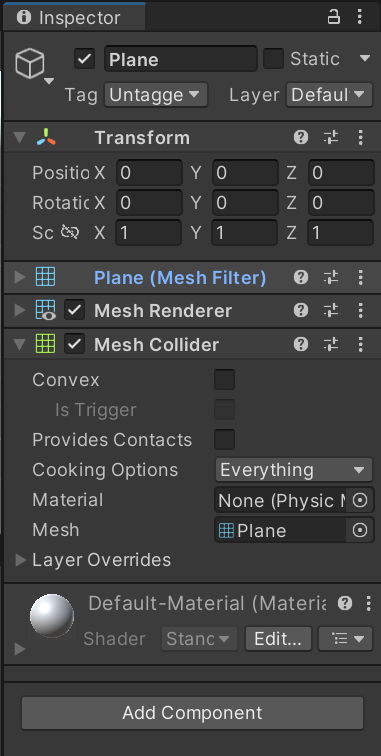 Inspector
Plane Static
Tag Untagge Layer Defaul
Transform
Positio X 0 Y 0 Z 0
Rotatio X 0 Y 0 Z 0
Sc X 1 Y 1 Z 1
Plane (Mesh Filter)
Mesh Renderer
Mesh Collider
Convex
Is Trigger
Provides Contacts
Cooking Options Everything
Material None (Physic M
Mesh Plane
Layer Overrides
Default-Material (Materia
Shader Stanc Edit...
Add Component